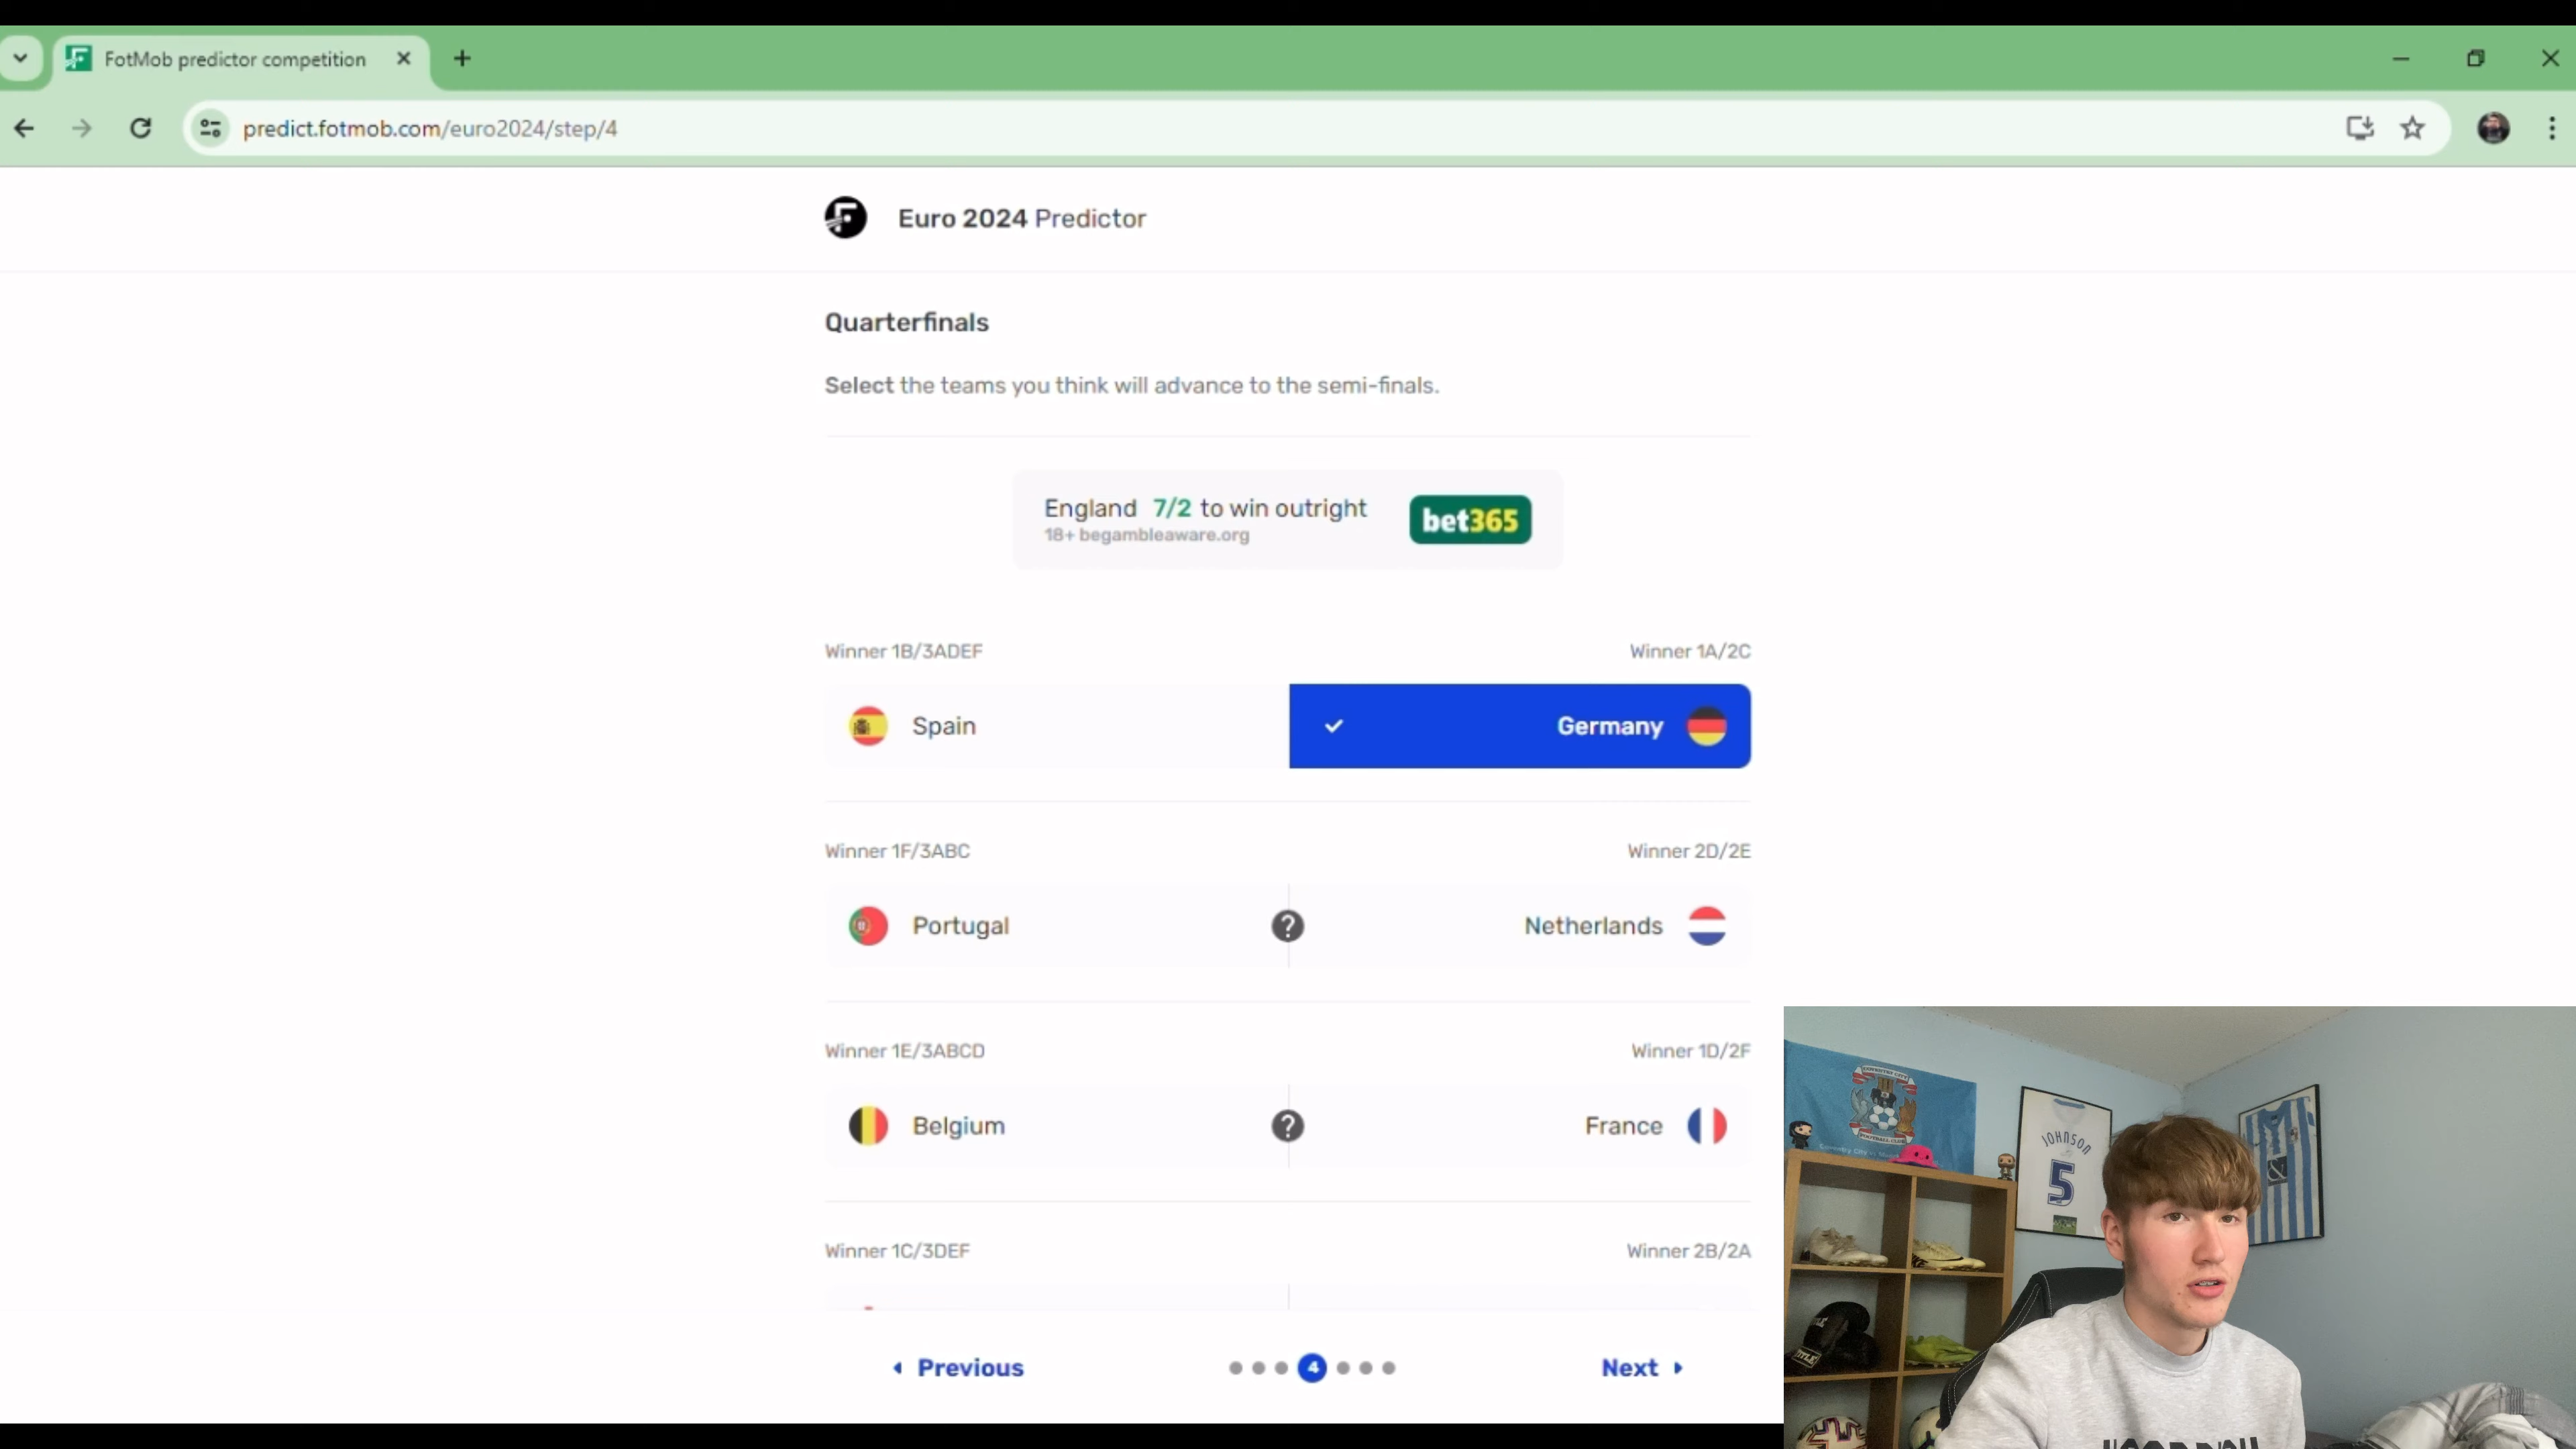 FotMob predictor competition
predict.fotmob.com/euro2024/step/4
Euro 2024 Predictor
Quarterfinals
Select the teams you think will advance to the semi-finals.
England 7/2 to win outright
18+ begambleaware.org
bet365
Winner 1B/3ADEF
Winner 1A/2C
Spain
Germany
Winner 1F/3ABC
Winner 2D/2E
Portugal
?
Netherlands
Winner 1E/3ABCD
Winner 1D/2F
Belgium
?
France
Winner 1C/3DEF
Winner 2B/2A
Previous
4
Next
JOHNSON
5